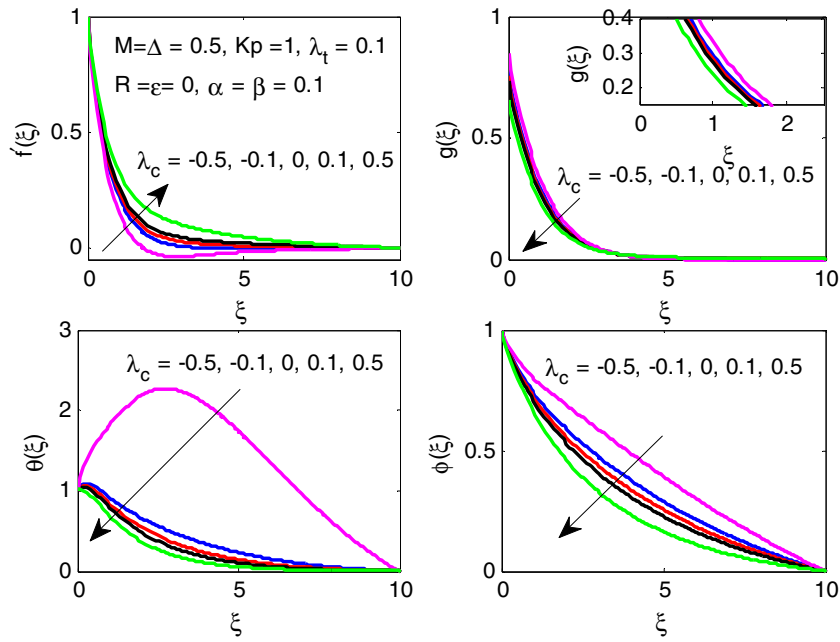 1
M=Δ = 0.5, Kp =1, λt = 0.1
R =ε= 0, α = β = 0.1
0.5
f′(ξ)
λc = -0.5, -0.1, 0, 0.1, 0.5
0
0 5 10
ξ
1
0.4
g(ξ)
0.2
0 1 2
ξ
0.5
g(ξ)
λc = -0.5, -0.1, 0, 0.1, 0.5
0
0 5 10
ξ
3
λc = -0.5, -0.1, 0, 0.1, 0.5
2
θ(ξ)
1
0
0 5 10
ξ
1
λc = -0.5, -0.1, 0, 0.1, 0.5
0.5
ϕ(ξ)
0
0 5 10
ξ